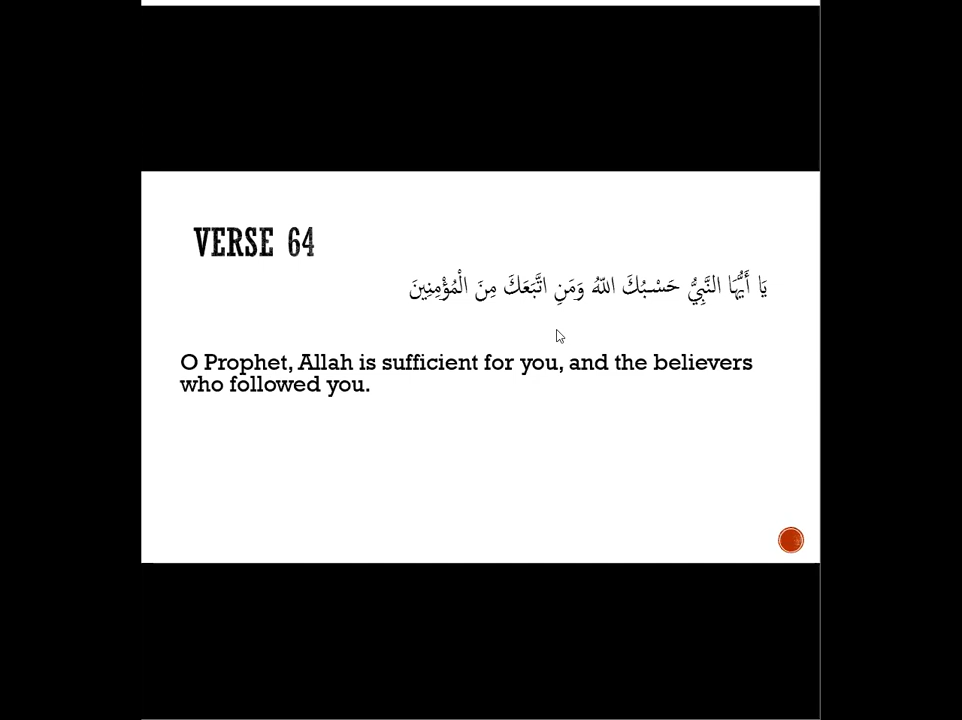 VERSE 64
يَا أَيُّهَا النَّبِيُّ حَسْبُكَ اللَّهُ وَمَنِ اتَّبَعَكَ مِنَ الْمُؤْمِنِينَ
O Prophet, Allah is sufficient for you, and the believers
who followed you.